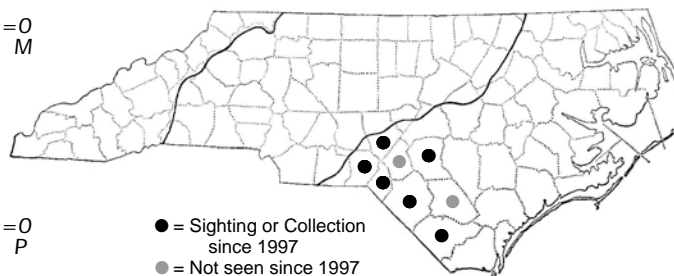 =0
M
=0
P
● = Sighting or Collection
since 1997
● = Not seen since 1997